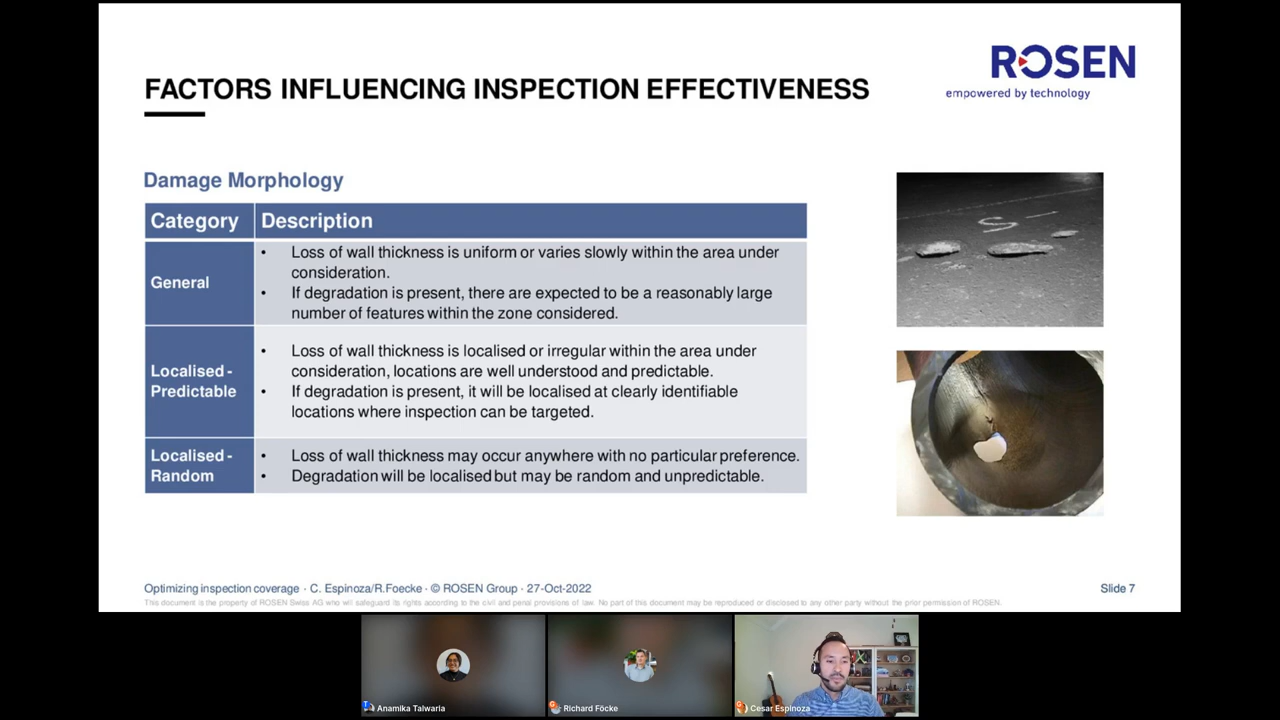 ROSEN
empowered by technology
FACTORS INFLUENCING INSPECTION EFFECTIVENESS
Damage Morphology
Category Description
General
• Loss of wall thickness is uniform or varies slowly within the area under
consideration.
• If degradation is present, there are expected to be a reasonably large
number of features within the zone considered.
Localised -
Predictable
• Loss of wall thickness is localised or irregular within the area under
consideration, locations are well understood and predictable.
• If degradation is present, it will be localised at clearly identifiable
locations where inspection can be targeted.
Localised -
Random
• Loss of wall thickness may occur anywhere with no particular preference.
• Degradation will be localised but may be random and unpredictable.
Optimizing inspection coverage · C. Espinoza/R.Foecke · © ROSEN Group · 27-Oct-2022
Slide 7
This document is the property of ROSEN Swiss AG who will safeguard its rights according to the civil and penal provisions of law. No part of this document may be reproduced or disclosed to any other party without the prior permission of ROSEN.
Anamika Talwaria
Richard Föcke
Cesar Espinoza